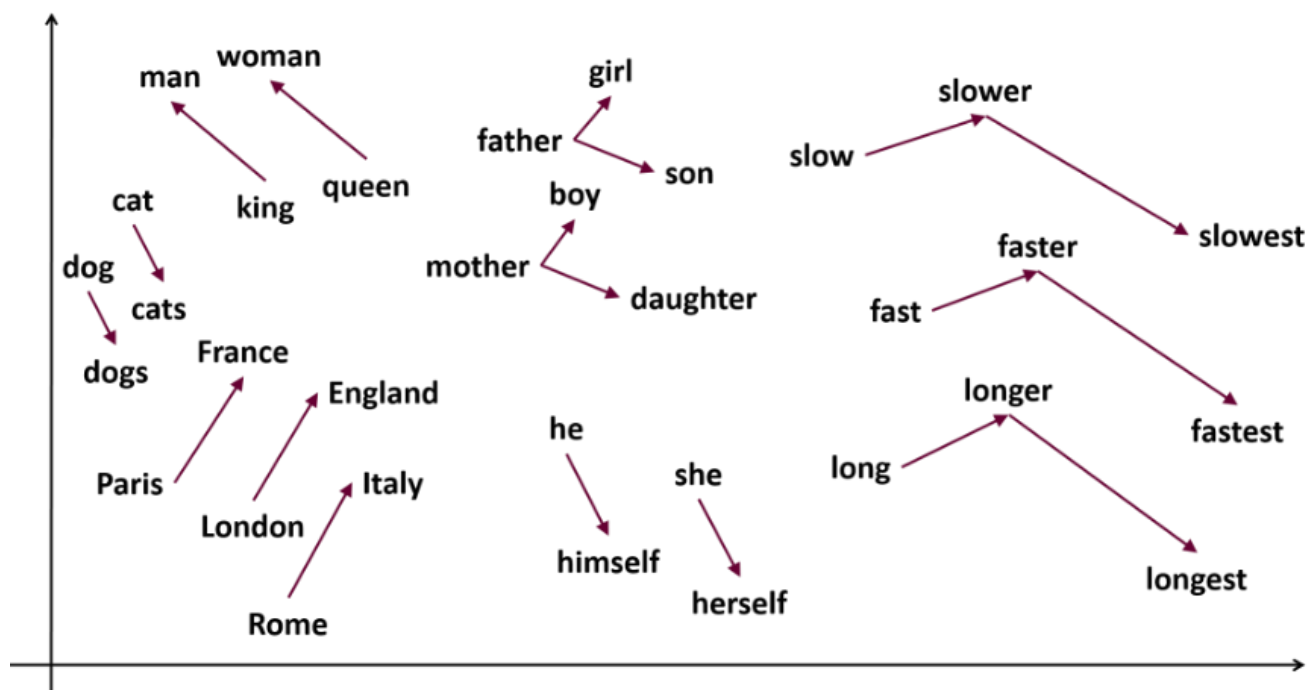 woman
man
girl
slower
father
slow
son
queen
boy
cat
king
slowest
faster
dog
mother
daughter
cats
fast
France
dogs
England
longer
he
fastest
long
she
Paris
Italy
London
himself
longest
herself
Rome